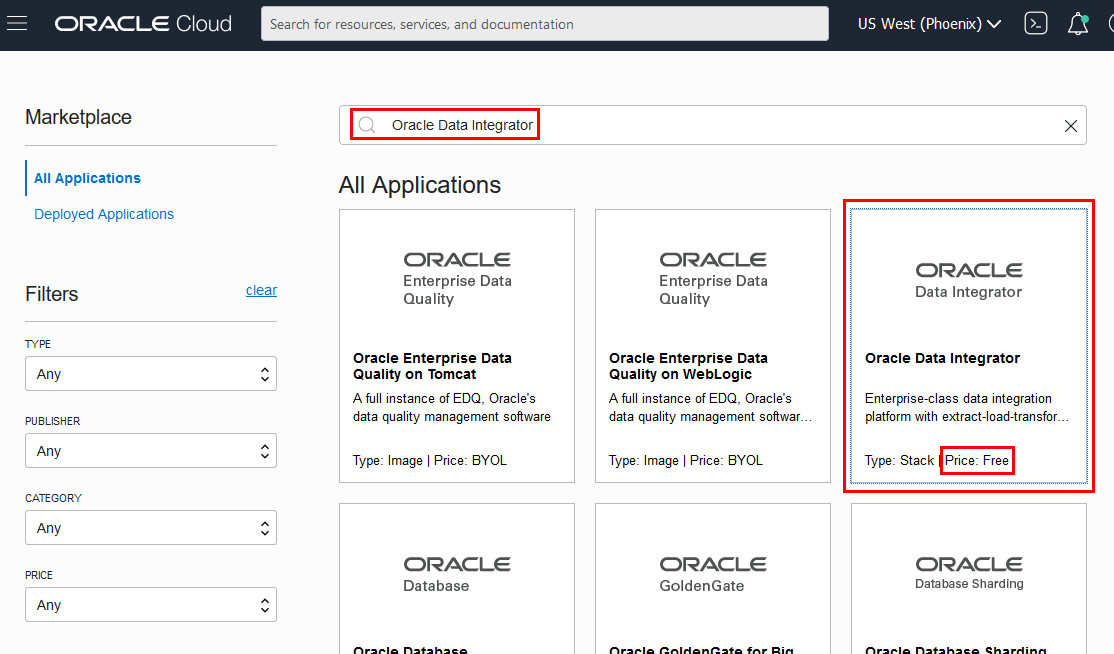 ORACLE Cloud
Search for resources, services, and documentation
US West (Phoenix)
Marketplace
All Applications
Deployed Applications
Filters
clear
TYPE
Any
PUBLISHER
Any
CATEGORY
Any
PRICE
Any
Oracle Data Integrator
All Applications
ORACLE
Enterprise Data
Quality
Oracle Enterprise Data
Quality on Tomcat
A full instance of EDQ, Oracle's
data quality management software
Type: Image | Price: BYOL
ORACLE
Enterprise Data
Quality
Oracle Enterprise Data
Quality on WebLogic
A full instance of EDQ, Oracle's
data quality management softwar...
Type: Image | Price: BYOL
ORACLE
Data Integrator
Oracle Data Integrator
Enterprise-class data integration
platform with extract-load-transfor...
Type: Stack | Price: Free
ORACLE
Database
Oracle Database
ORACLE
GoldenGate
Oracle GoldenGate for Big
ORACLE
Database Sharding
Oracle Database Sharding